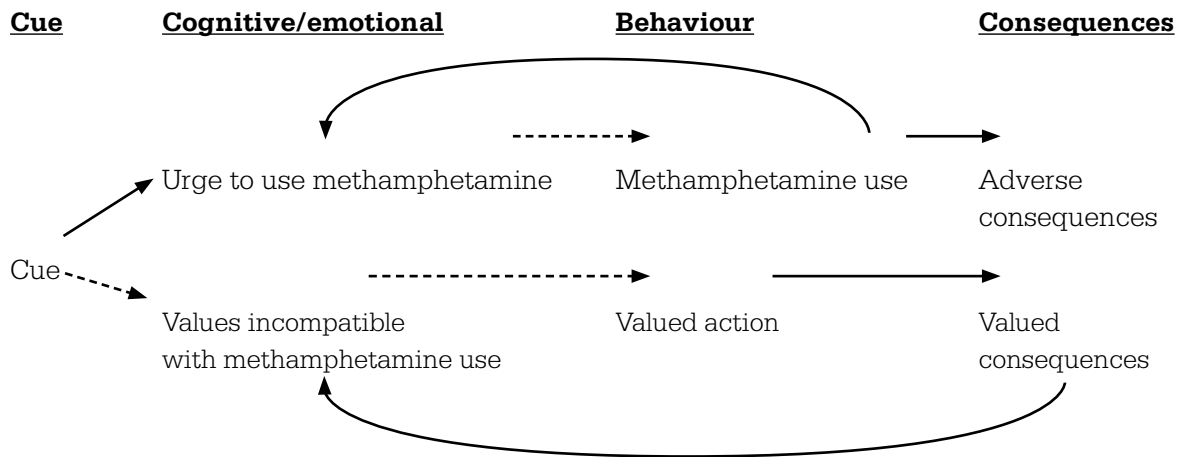 Cue Cognitive/emotional Behaviour Consequences
Urge to use methamphetamine Methamphetamine use Adverse
consequences
Cue
Values incompatible Valued action Valued
with methamphetamine use consequences